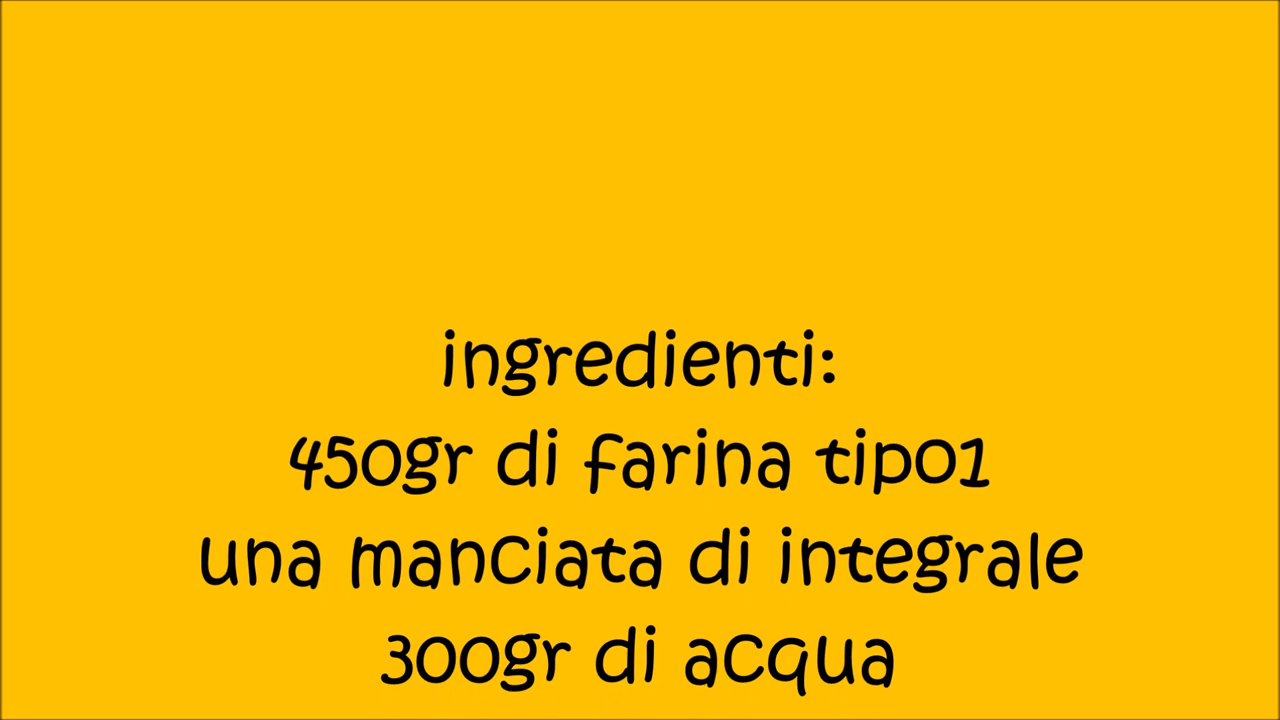 ingredienti:
450gr di farina tipo1
una manciata di integrale
300gr di acqua